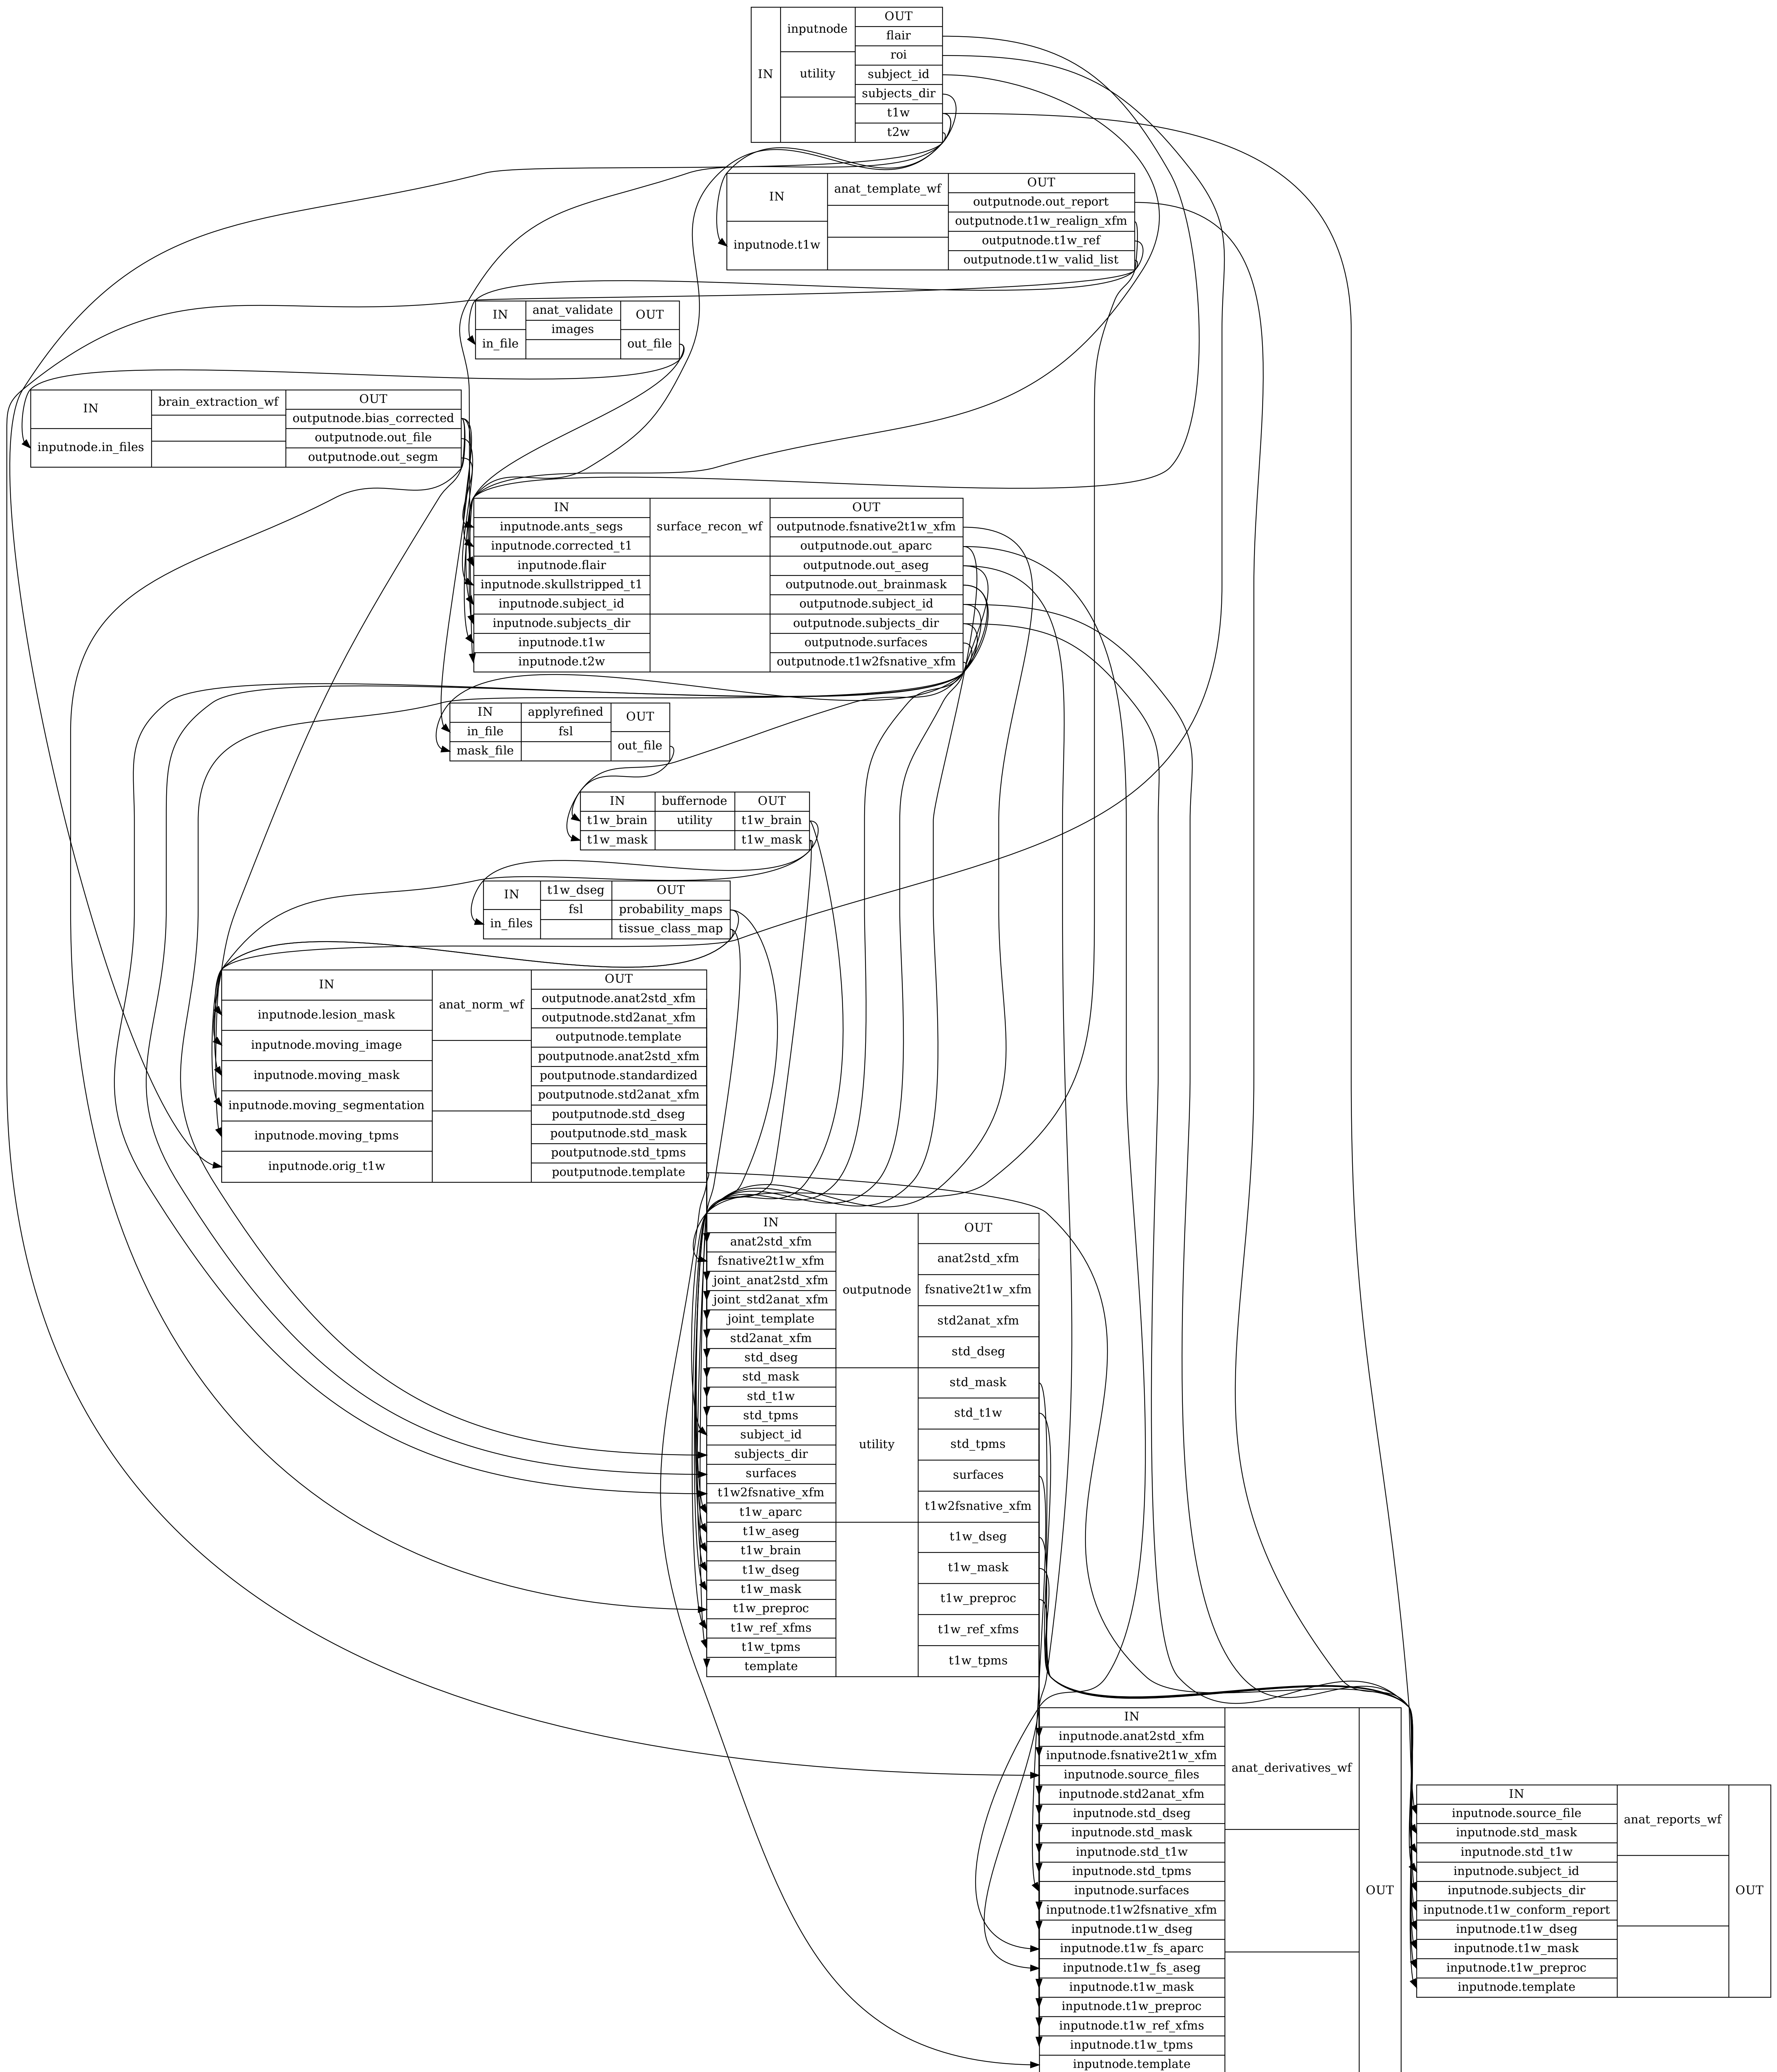 IN
inputnode
utility
OUT
flair
roi
subject_id
subjects_dir
t1w
t2w
IN
inputnode.t1w
anat_template_wf
OUT
outputnode.out_report
outputnode.t1w_realign_xfm
outputnode.t1w_ref
outputnode.t1w_valid_list
IN
in_file
anat_validate
images
OUT
out_file
IN
inputnode.in_files
brain_extraction_wf
OUT
outputnode.bias_corrected
outputnode.out_file
outputnode.out_segm
IN
inputnode.ants_segs
inputnode.corrected_t1
inputnode.flair
inputnode.skullstripped_t1
inputnode.subject_id
inputnode.subjects_dir
inputnode.t1w
inputnode.t2w
surface_recon_wf
OUT
outputnode.fsnative2t1w_xfm
outputnode.out_aparc
outputnode.out_aseg
outputnode.out_brainmask
outputnode.subject_id
outputnode.subjects_dir
outputnode.surfaces
outputnode.t1w2fsnative_xfm
IN
in_file
mask_file
applyrefined
fsl
OUT
out_file
IN
t1w_brain
t1w_mask
buffernode
utility
OUT
t1w_brain
t1w_mask
IN
in_files
t1w_dseg
fsl
OUT
probability_maps
tissue_class_map
IN
inputnode.lesion_mask
inputnode.moving_image
inputnode.moving_mask
inputnode.moving_segmentation
inputnode.moving_tpms
inputnode.orig_t1w
anat_norm_wf
OUT
outputnode.anat2std_xfm
outputnode.std2anat_xfm
outputnode.template
poutputnode.anat2std_xfm
poutputnode.standardized
poutputnode.std2anat_xfm
poutputnode.std_dseg
poutputnode.std_mask
poutputnode.std_tpms
poutputnode.template
IN
anat2std_xfm
fsnative2t1w_xfm
joint_anat2std_xfm
joint_std2anat_xfm
joint_template
std2anat_xfm
std_dseg
std_mask
std_t1w
std_tpms
subject_id
subjects_dir
surfaces
t1w2fsnative_xfm
t1w_aparc
t1w_aseg
t1w_brain
t1w_dseg
t1w_mask
t1w_preproc
t1w_ref_xfms
t1w_tpms
template
outputnode
utility
OUT
anat2std_xfm
fsnative2t1w_xfm
std2anat_xfm
std_dseg
std_mask
std_t1w
std_tpms
surfaces
t1w2fsnative_xfm
t1w_dseg
t1w_mask
t1w_preproc
t1w_ref_xfms
t1w_tpms
IN
inputnode.anat2std_xfm
inputnode.fsnative2t1w_xfm
inputnode.source_files
inputnode.std2anat_xfm
inputnode.std_dseg
inputnode.std_mask
inputnode.std_t1w
inputnode.std_tpms
inputnode.surfaces
inputnode.t1w2fsnative_xfm
inputnode.t1w_dseg
inputnode.t1w_fs_aparc
inputnode.t1w_fs_aseg
inputnode.t1w_mask
inputnode.t1w_preproc
inputnode.t1w_ref_xfms
inputnode.t1w_tpms
inputnode.template
anat_derivatives_wf
OUT
IN
inputnode.source_file
inputnode.std_mask
inputnode.std_t1w
inputnode.subject_id
inputnode.subjects_dir
inputnode.t1w_conform_report
inputnode.t1w_dseg
inputnode.t1w_mask
inputnode.t1w_preproc
inputnode.template
anat_reports_wf
OUT